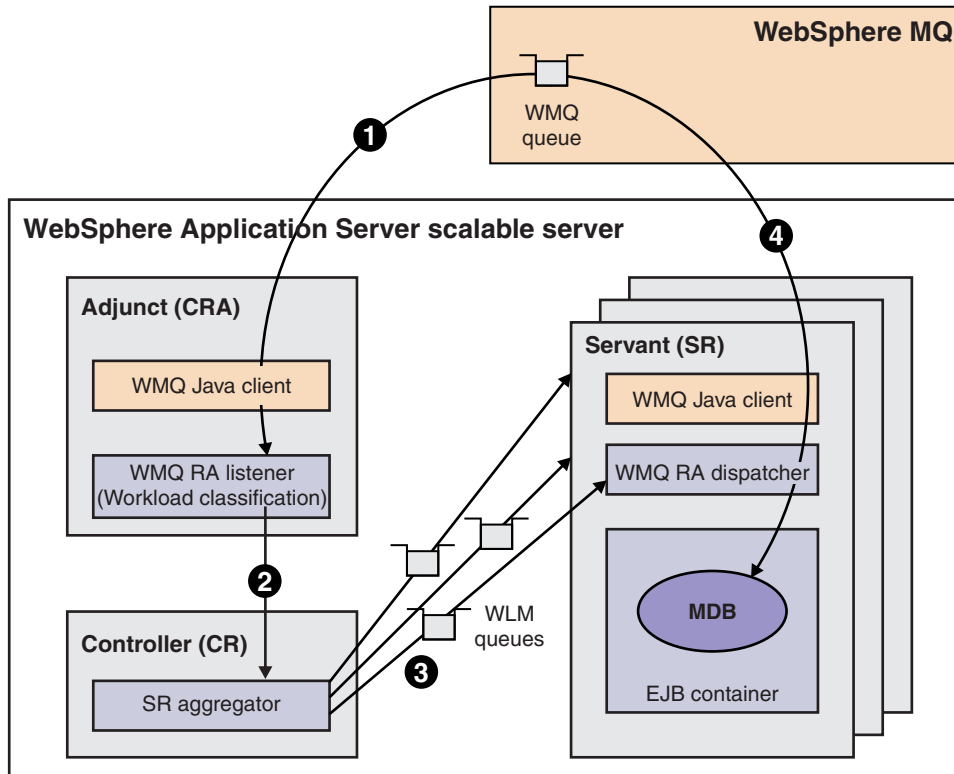 WebSphere MQ
WMQ
queue
1
WebSphere Application Server scalable server
4
Adjunct (CRA)
WMQ Java client
WMQ RA listener
(Workload classification)
2
Controller (CR)
SR aggregator
WLM
queues
3
Servant (SR)
WMQ Java client
WMQ RA dispatcher
MDB
EJB container